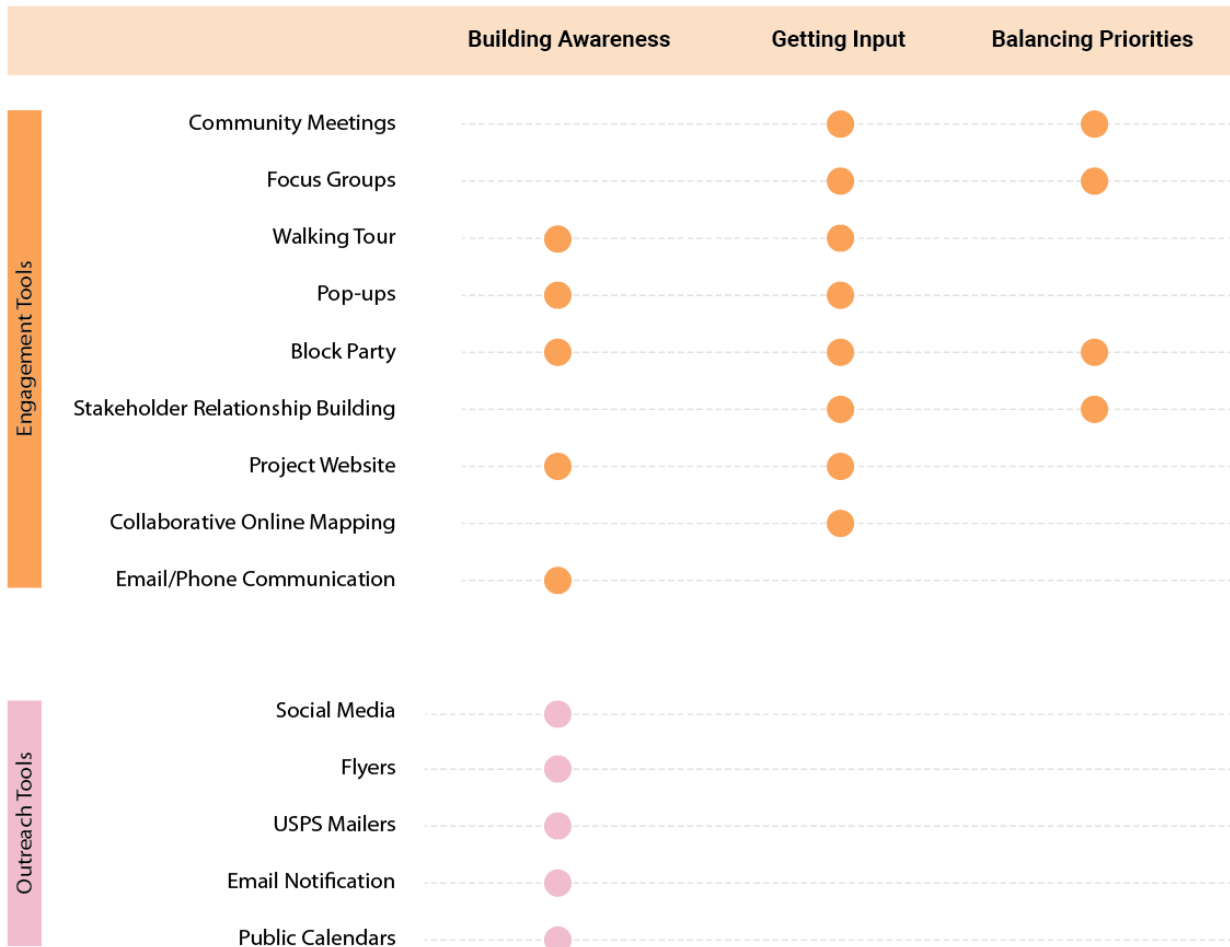 Building Awareness Getting Input Balancing Priorities
Engagement Tools
Community Meetings
Focus Groups
Walking Tour
Pop-ups
Block Party
Stakeholder Relationship Building
Project Website
Collaborative Online Mapping
Email/Phone Communication
Outreach Tools
Social Media
Flyers
USPS Mailers
Email Notification
Public Calendars